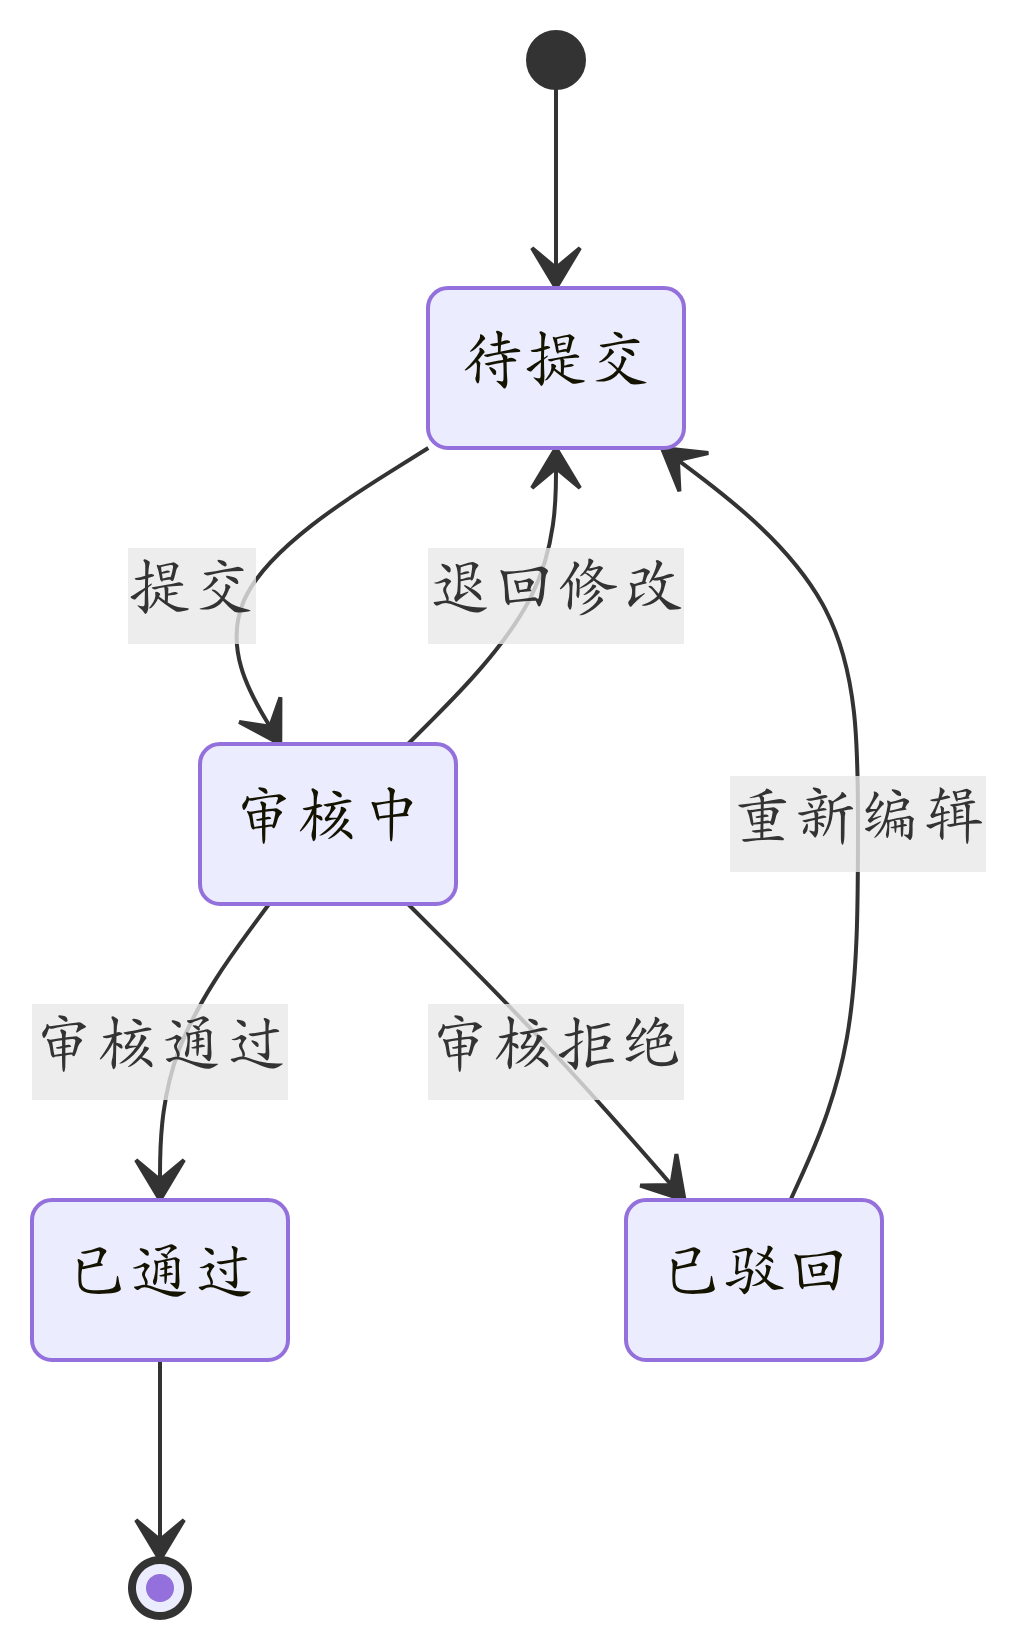 待提交
提交
退回修改
审核中
重新编辑
审核通过
审核拒绝
已通过
已驳回